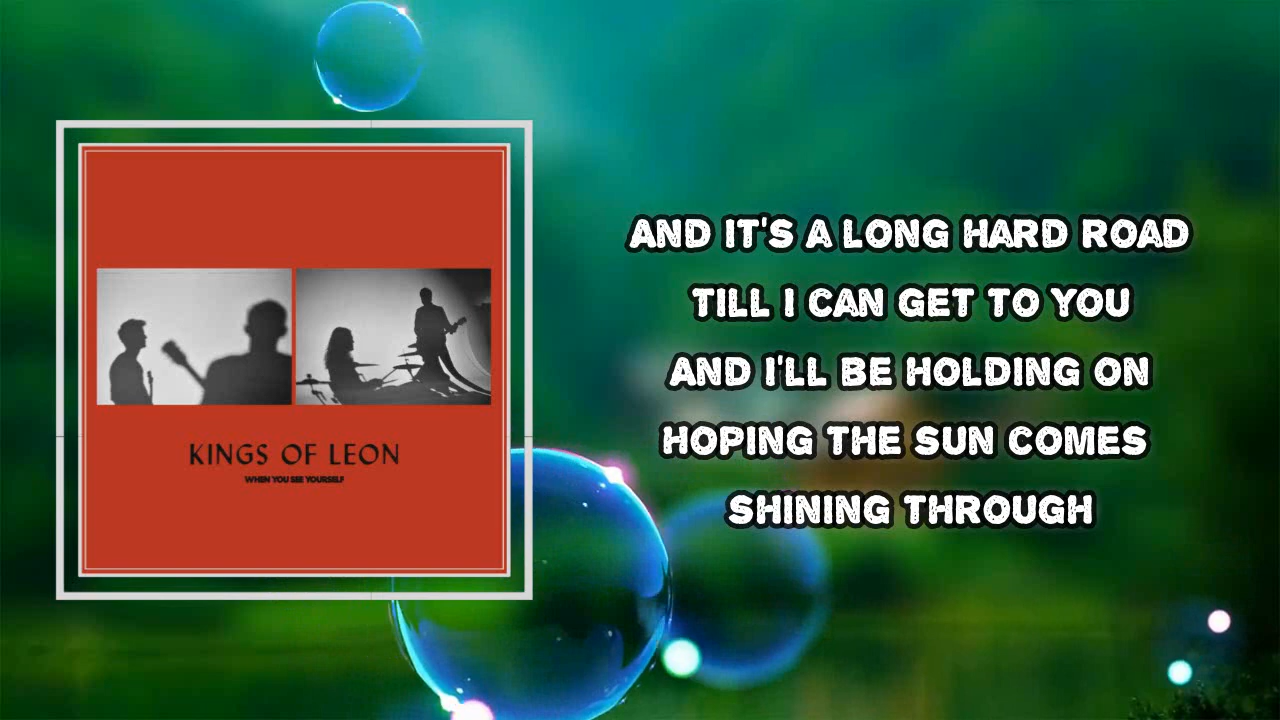 KINGS OF LEON
WHEN YOU SEE YOURSELF
AND IT'S A LONG HARD ROAD
TILL I CAN GET TO YOU
AND I'LL BE HOLDING ON
HOPING THE SUN COMES
SHINING THROUGH